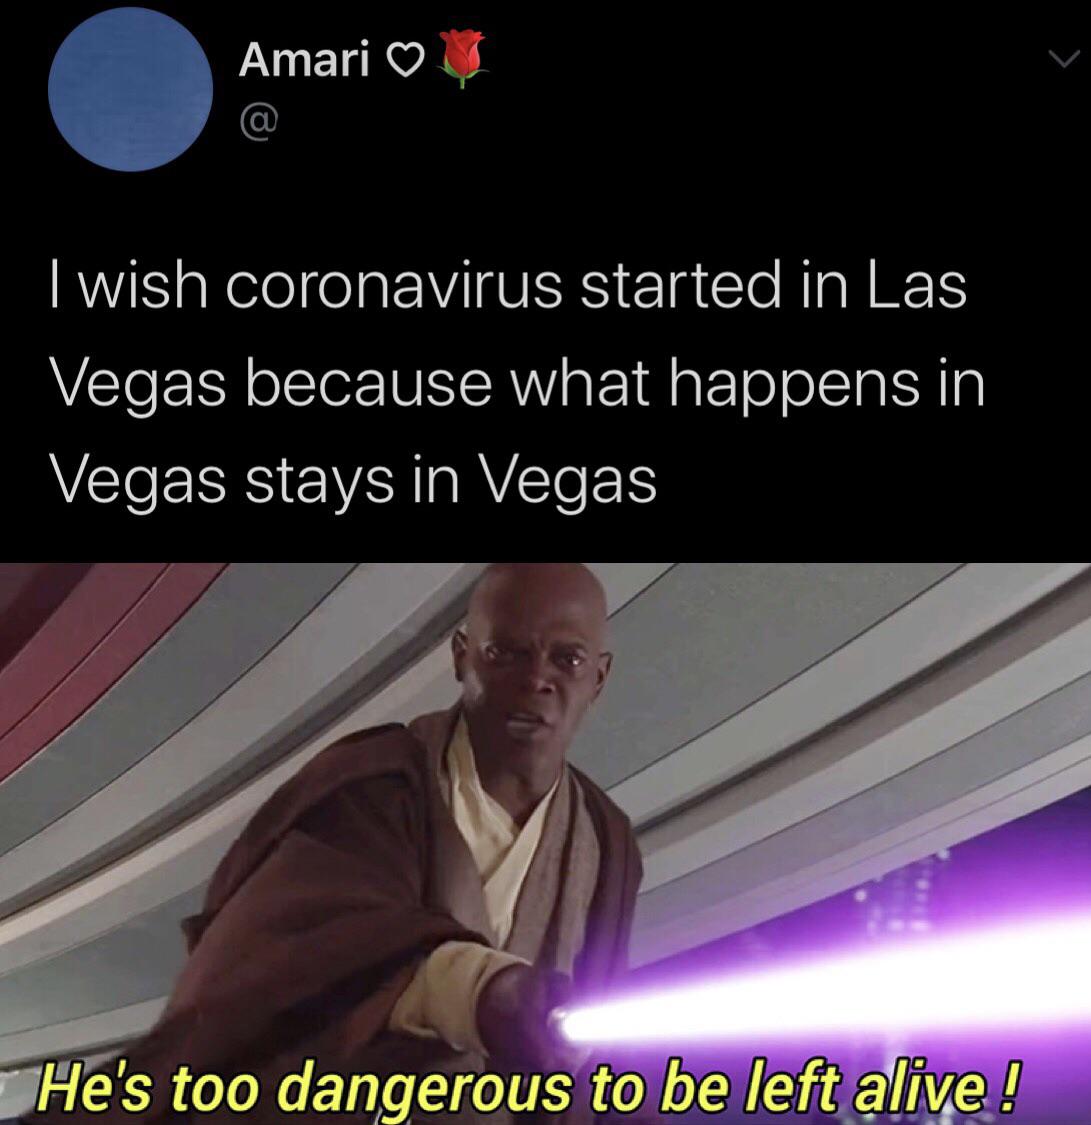 Amari ♡🌹
@
I wish coronavirus started in Las
Vegas because what happens in
Vegas stays in Vegas
He's too dangerous to be left alive !